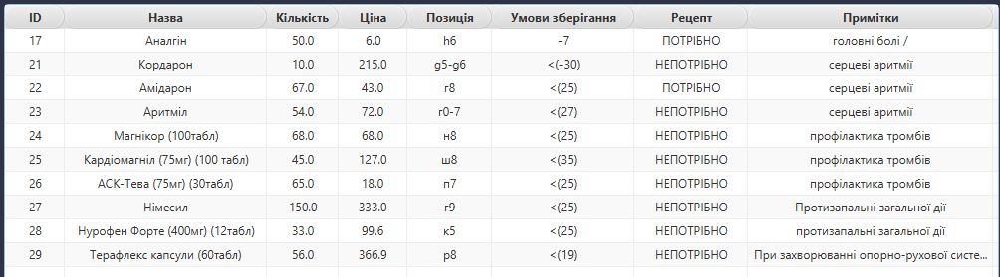 ID Назва Кількість Ціна Позиція Умови зберігання Рецепт Примітки
17 Аналгін 50.0 6.0 h6 -7 ПОТРІБНО головні болі /
21 Кордарон 10.0 215.0 g5-g6 <(-30) НЕПОТРІБНО серцеві аритмії
22 Амідарон 67.0 43.0 г8 <(25) ПОТРІБНО серцеві аритмії
23 Аритміл 54.0 72.0 г0-7 <(27) НЕПОТРІБНО серцеві аритмії
24 Магнікор (100табл) 68.0 68.0 н8 <(25) НЕПОТРІБНО профілактика тромбів
25 Кардіомагніл (75мг) (100 табл) 45.0 127.0 ш8 <(35) НЕПОТРІБНО профілактика тромбів
26 АСК-Тева (75мг) (30табл) 65.0 18.0 п7 <(25) НЕПОТРІБНО профілактика тромбів
27 Німесил 150.0 333.0 г9 <(25) НЕПОТРІБНО Протизапальні загальної дії
28 Нурофен Форте (400мг) (12табл) 33.0 99.6 к5 <(25) НЕПОТРІБНО протизапальні загальної дії
29 Терафлекс капсули (60табл) 56.0 366.9 р8 <(19) НЕПОТРІБНО При захворюванні опорно-рухової систе...